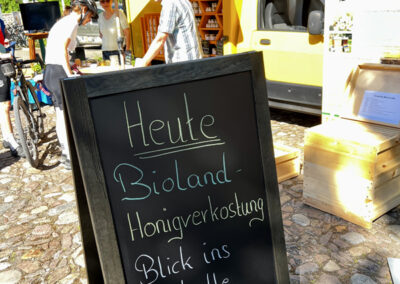 Heute
Bioland-
Honigverkostung
Blick ins